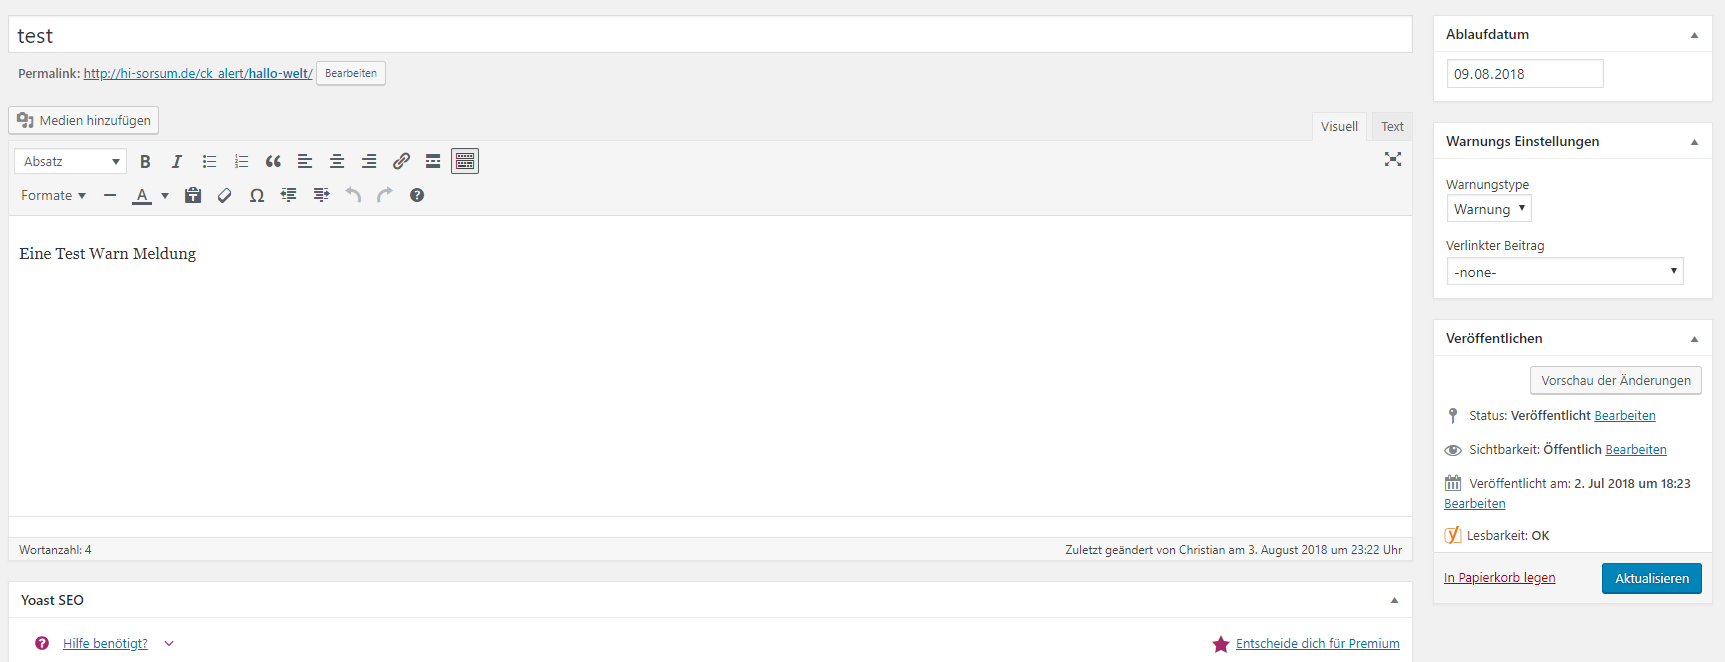 test
Permalink: http://hi-sorsum.de/ck_alert/hallo-welt/ Bearbeiten
Medien hinzufügen
Visuell Text
Absatz
Formate
Eine Test Warn Meldung
Wortanzahl: 4
Zuletzt geändert von Christian am 3. August 2018 um 23:22 Uhr
Yoast SEO
Hilfe benötigt?
Entscheide dich für Premium
Ablaufdatum
09.08.2018
Warnungs Einstellungen
Warnungstype
Warnung
Verlinkter Beitrag
-none-
Veröffentlichen
Vorschau der Änderungen
Status: Veröffentlicht Bearbeiten
Sichtbarkeit: Öffentlich Bearbeiten
Veröffentlicht am: 2. Jul 2018 um 18:23
Bearbeiten
Lesbarkeit: OK
In Papierkorb legen
Aktualisieren